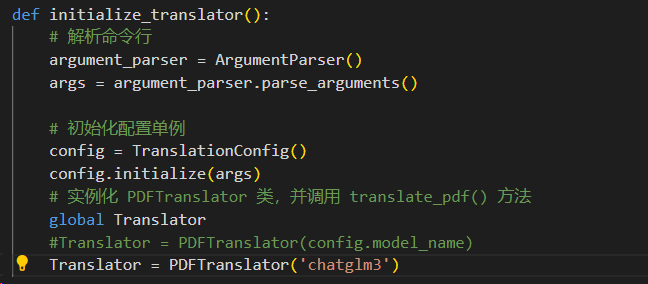 def initialize_translator():
# 解析命令行
argument_parser = ArgumentParser()
args = argument_parser.parse_arguments()
# 初始化配置单例
config = TranslationConfig()
config.initialize(args)
# 实例化 PDFTranslator 类，并调用 translate_pdf() 方法
global Translator
#Translator = PDFTranslator(config.model_name)
Translator = PDFTranslator('chatglm3')